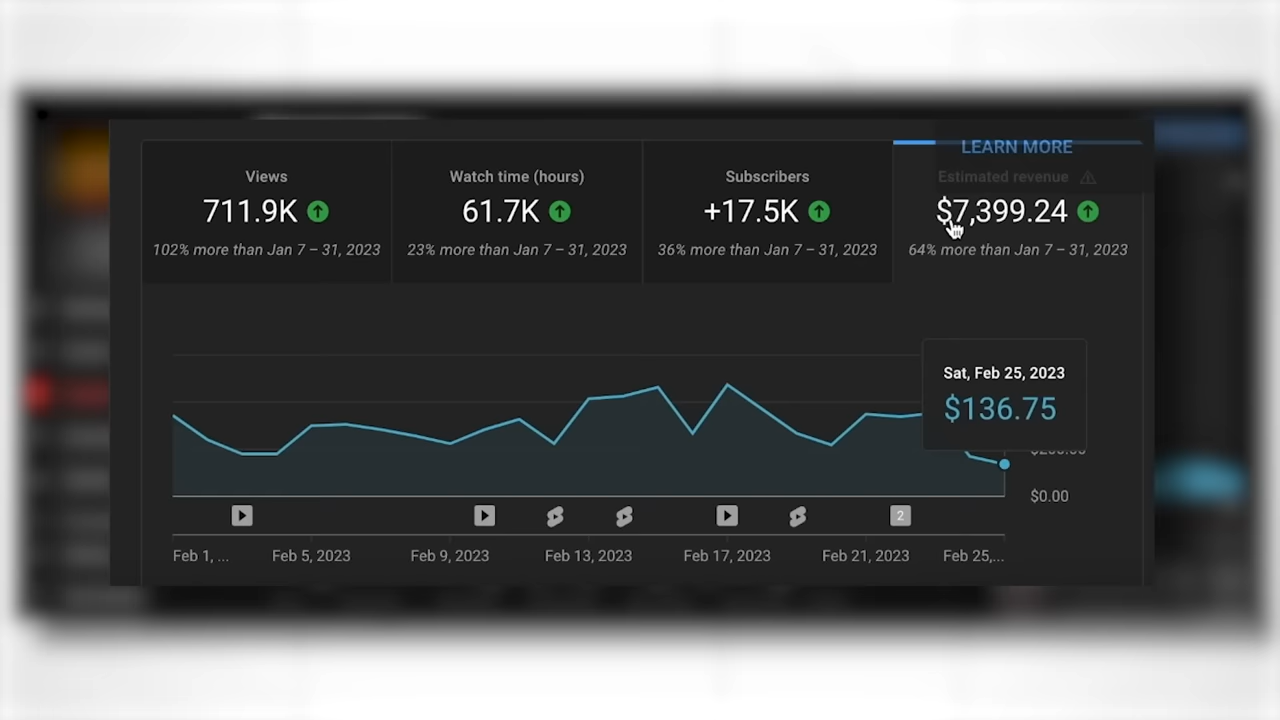 LEARN MORE
Views
Watch time (hours)
Subscribers
Estimated revenue
711.9K
61.7K
+17.5K
$7,399.24
102% more than Jan 7 – 31, 2023
23% more than Jan 7 – 31, 2023
36% more than Jan 7 – 31, 2023
64% more than Jan 7 – 31, 2023
Sat, Feb 25, 2023
$136.75
$0.00
2
Feb 1, ...
Feb 5, 2023
Feb 9, 2023
Feb 13, 2023
Feb 17, 2023
Feb 21, 2023
Feb 25,...